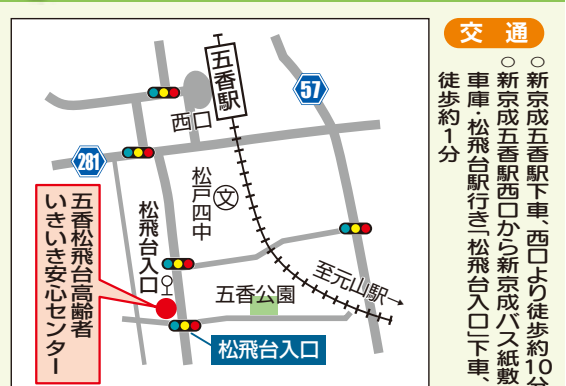 交通
○新京成五香駅下車、西口より徒歩約10分
○新京成五香駅西口から新京成バス紙敷
車庫・松飛台駅行き「松飛台入口」下車、
徒歩約1分
五香駅
57
西口
281
松戸四中
文
松飛台入口
五香松飛台高齢者
いきいき安心センター
五香公園
至元山駅
松飛台入口